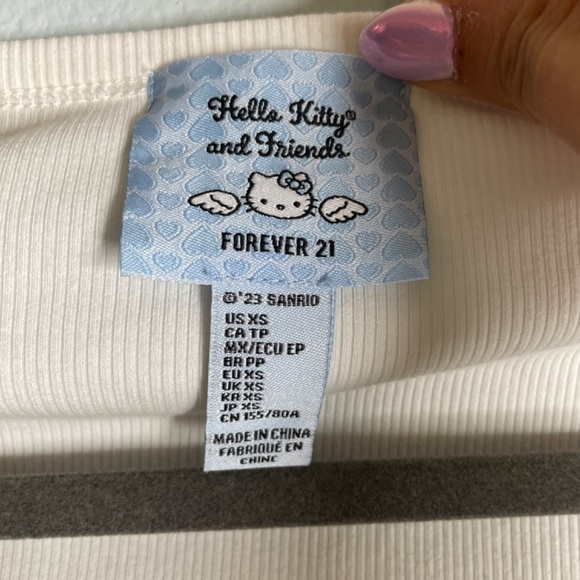 Hello Kitty®
and Friends
FOREVER 21
©'23 SANRIO
US XS
CA TP
MX/ECU EP
BR PP
EU XS
UK XS
KR XS
JP XS
CN 155/80A
MADE IN CHINA
FABRIQUÉ EN
CHINE